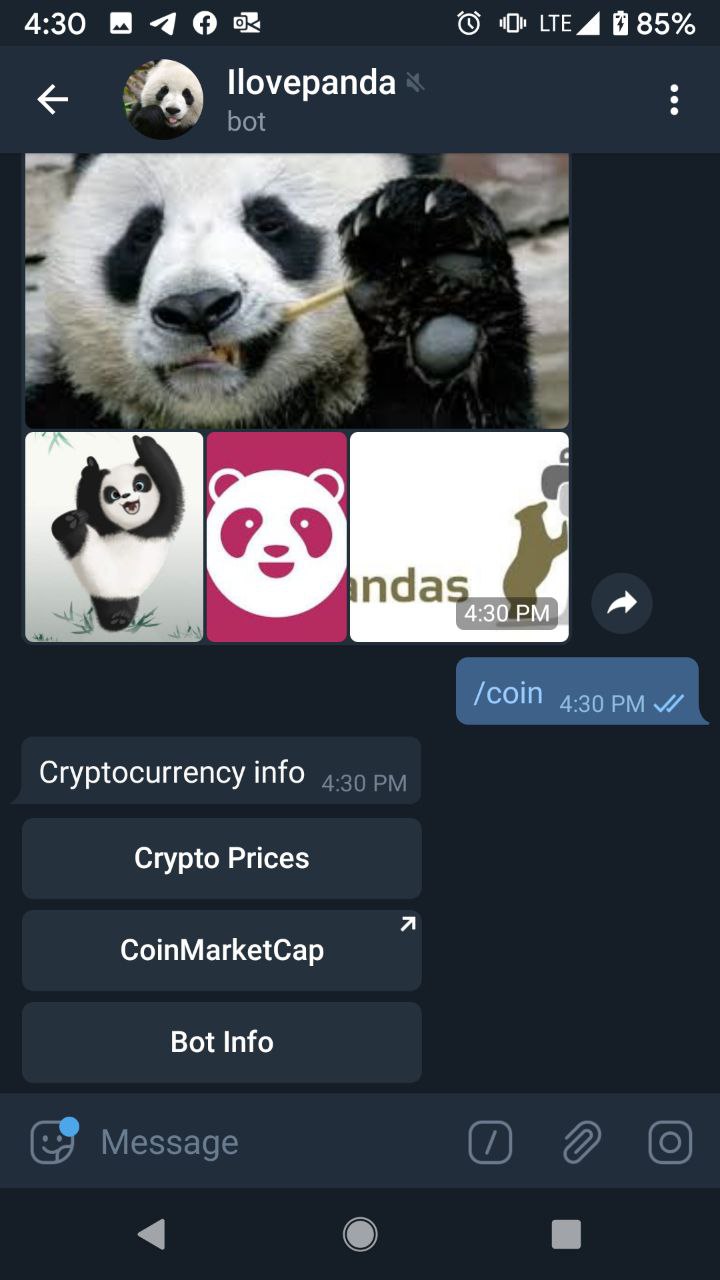 4:30 LTE 85%
Ilovepanda
bot
andas
4:30 PM
/coin 4:30 PM
Cryptocurrency info 4:30 PM
Crypto Prices
CoinMarketCap
Bot Info
Message